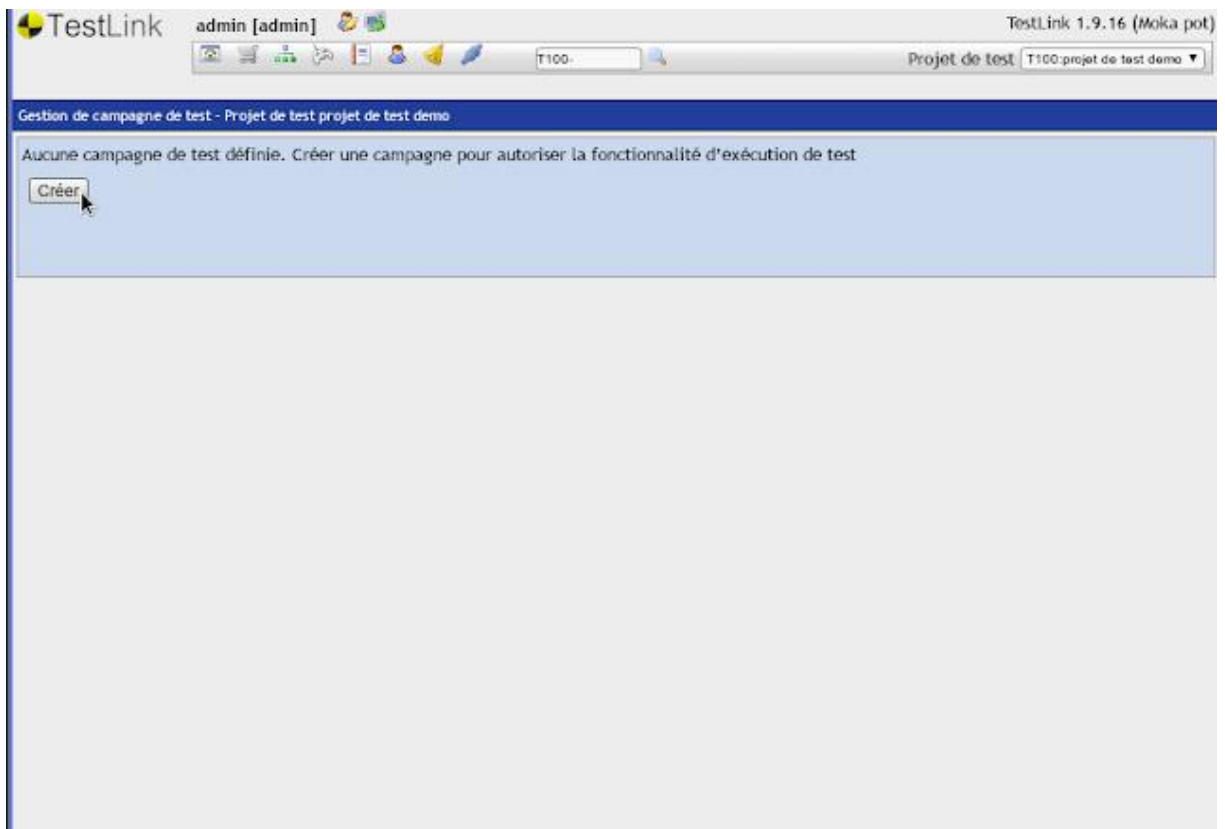 TestLink admin [admin] TestLink 1.9.16 (Moka pot)
T100- Projet de test T100:projet de test demo
Gestion de campagne de test - Projet de test projet de test demo
Aucune campagne de test définie. Créer une campagne pour autoriser la fonctionnalité d'exécution de test
Créer